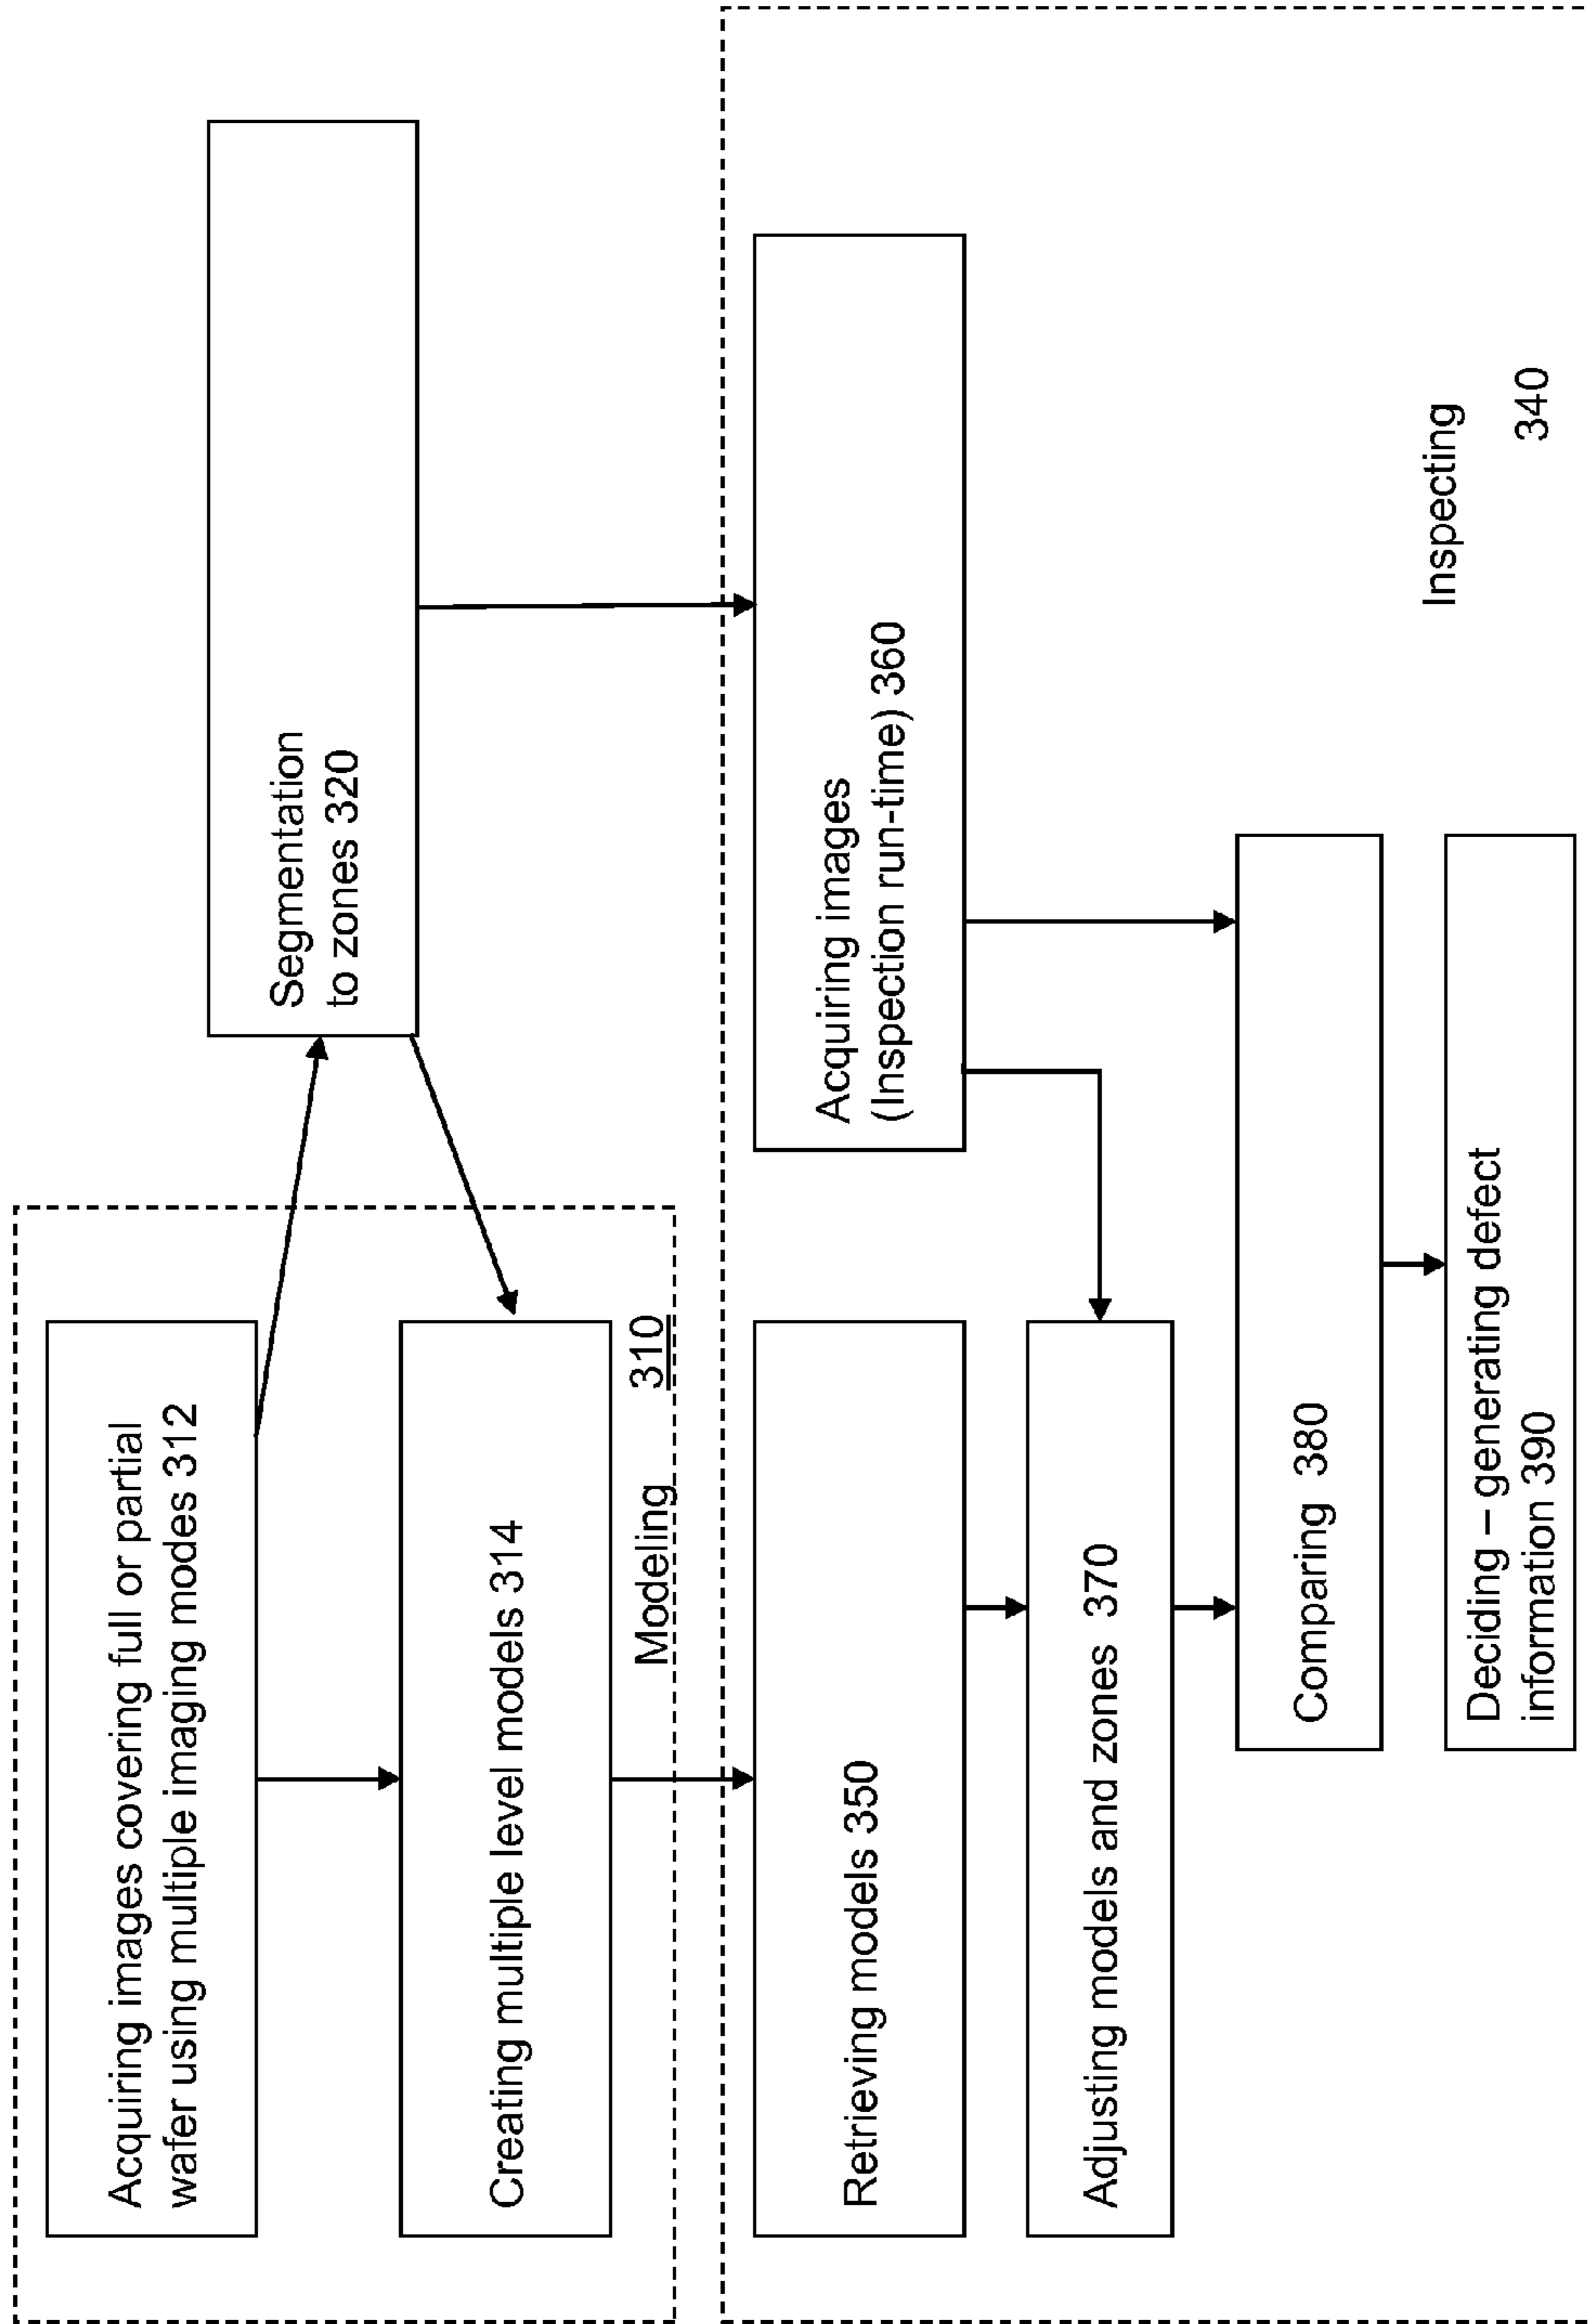 Acquiring images covering full or partial
wafer using multiple imaging modes 312
Segmentation
to zones 320
Creating multiple level models 314
Modeling
310
Retrieving models 350
Acquiring images
(Inspection run-time) 360
Adjusting models and zones 370
Comparing 380
Deciding – generating defect
information 390
Inspecting
340